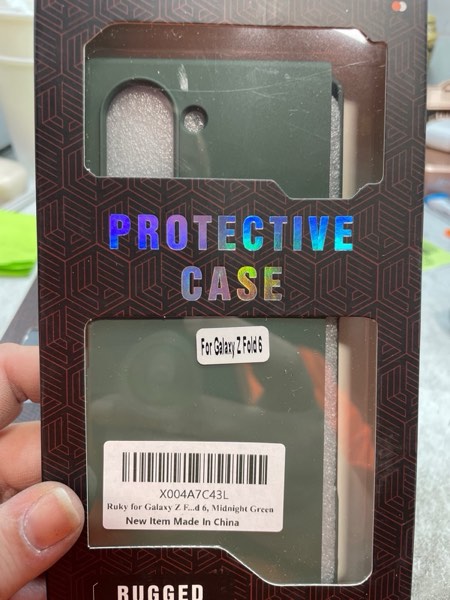 PROTECTIVE
CASE
For Galaxy Z Fold 6
X004A7C43L
Ruky for Galaxy Z F...d 6, Midnight Green
New Item Made In China
RUGGED